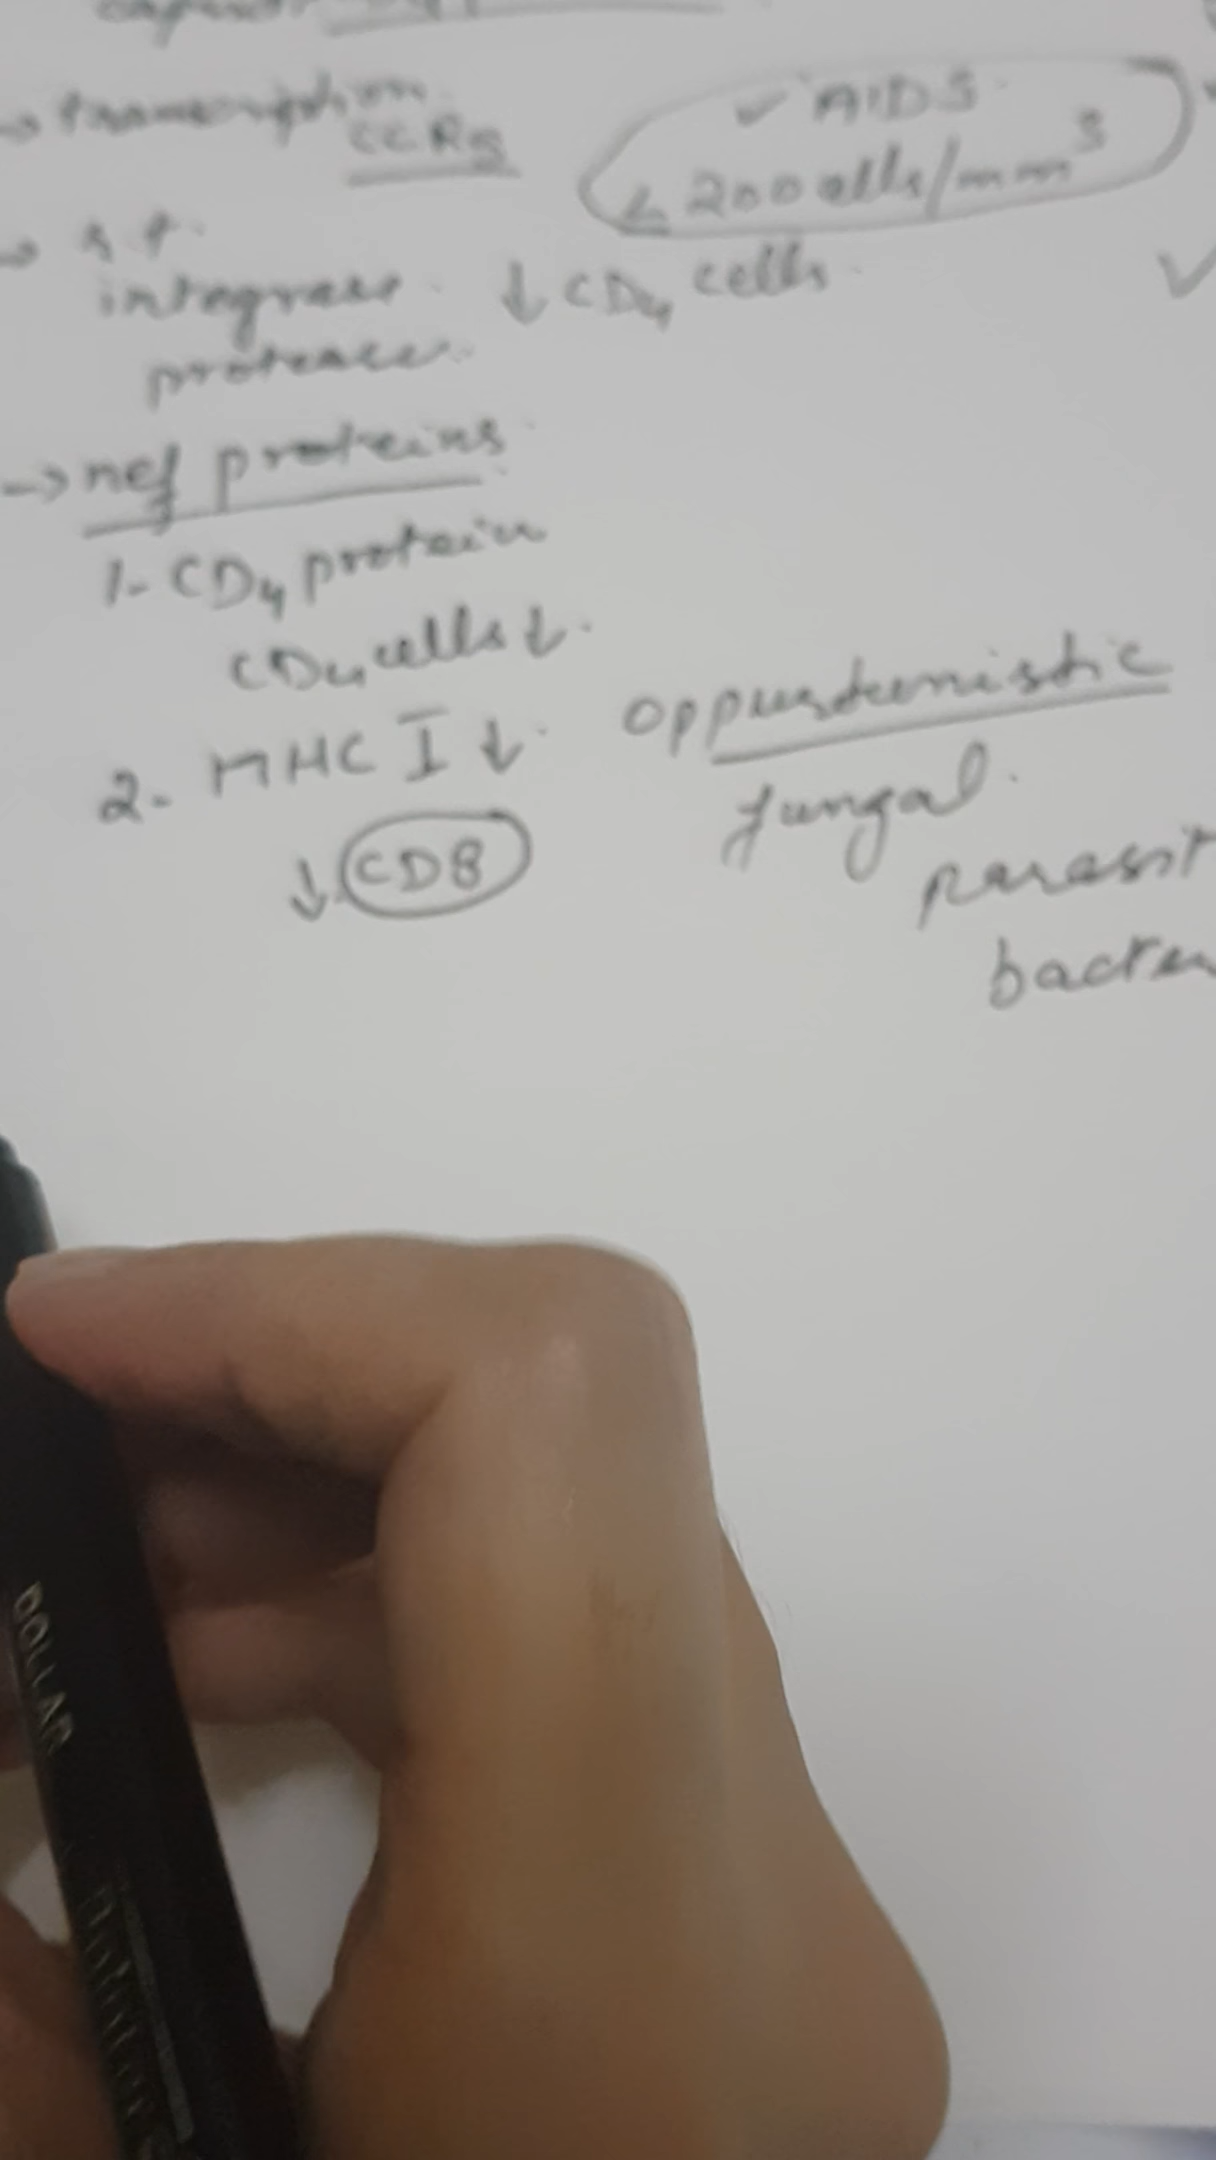 → transcription
CCR5
✓ AIDS
∠ 200 cells/mm³
→ r t.
integrase.
↓ CD4 cells.
protease.
→ nef proteins.
1- CD4 protein
CD4 cells ↓.
2- MHC I ↓.
↓ CD8
oppurtunistic
fungal.
parasit
bacter
DOLLAR